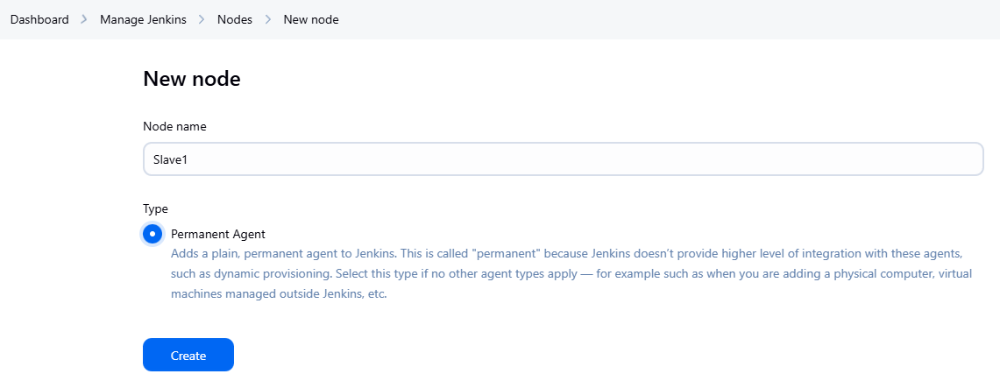 Dashboard > Manage Jenkins > Nodes > New node
New node
Node name
Slave1
Type
Permanent Agent
Adds a plain, permanent agent to Jenkins. This is called "permanent" because Jenkins doesn’t provide higher level of integration with these agents,
such as dynamic provisioning. Select this type if no other agent types apply — for example such as when you are adding a physical computer, virtual
machines managed outside Jenkins, etc.
Create